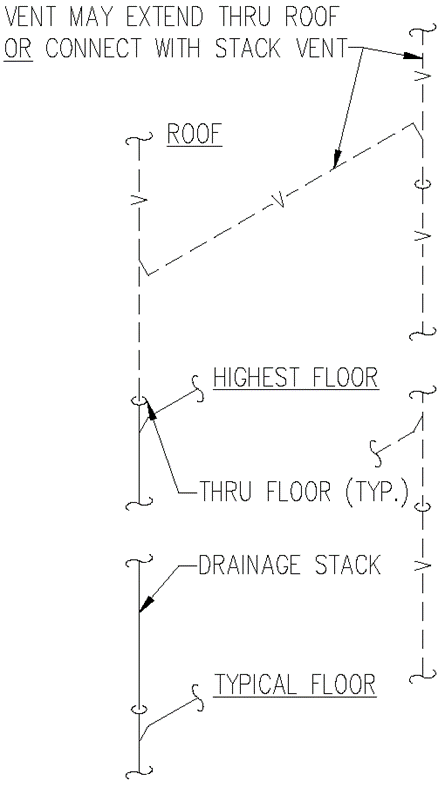 VENT MAY EXTEND THRU ROOF
OR CONNECT WITH STACK VENT
ROOF
V
V
V
V
HIGHEST FLOOR
THRU FLOOR (TYP.)
DRAINAGE STACK
V
TYPICAL FLOOR